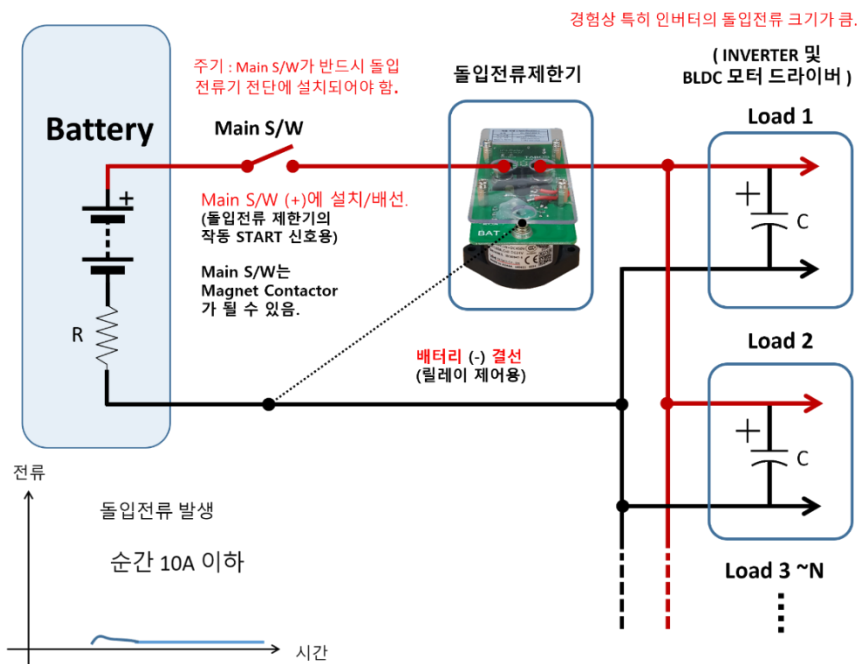 경험상 특히 인버터의 돌입전류 크기가 큼.
( INVERTER 및
BLDC 모터 드라이버 )
주기 : Main S/W가 반드시 돌입
전류기 전단에 설치되어야 함.
돌입전류제한기
Battery
Main S/W
Load 1
+
Main S/W (+)에 설치/배선.
(돌입전류 제한기의
작동 START 신호용)
BAT
+
C
Main S/W는
Magnet Contactor
가 될 수 있음.
R
배터리 (-) 결선
(릴레이 제어용)
Load 2
+
C
전류
돌입전류 발생
순간 10A 이하
Load 3 ~N
시간